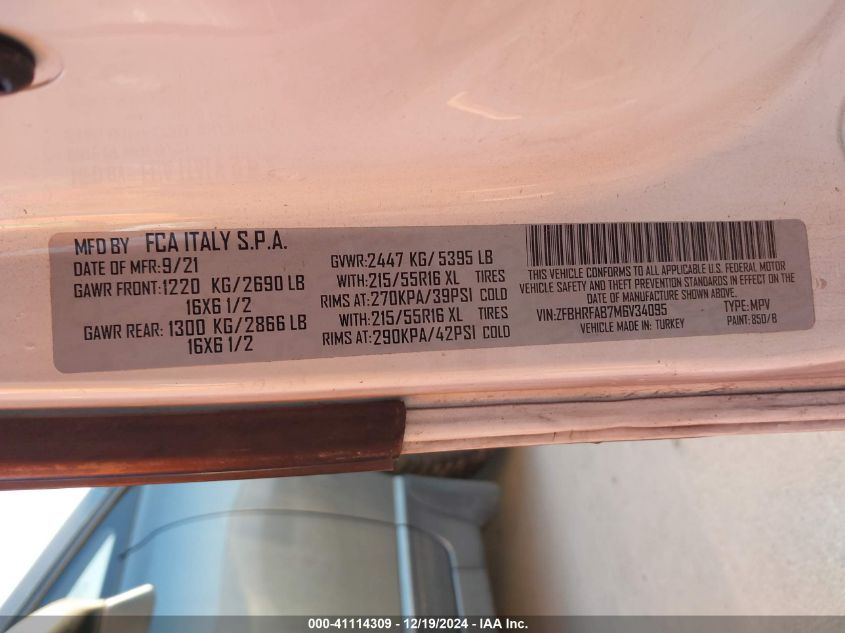 MFD BY FCA ITALY S.P.A.
DATE OF MFR:9/21
GAWR FRONT:1220 KG/2690 LB
16X6 1/2
GAWR REAR: 1300 KG/2866 LB
16X6 1/2
GVWR:2447 KG/ 5395 LB
WITH:215/55R16 XL TIRES
RIMS AT:270KPA/39PSI COLD
WITH:215/55R16 XL TIRES
RIMS AT:290KPA/42PSI COLD
THIS VEHICLE CONFORMS TO ALL APPLICABLE U.S. FEDERAL MOTOR
VEHICLE SAFETY AND THEFT PREVENTION STANDARDS IN EFFECT ON
DATE OF MANUFACTURE SHOWN ABOVE.
VIN:ZFBHRFAB7M6V34095 TYPE:MPV
VEHICLE MADE IN: TURKEY PAINT: 850/B
000-41114309 - 12/19/2024 - IAA Inc.